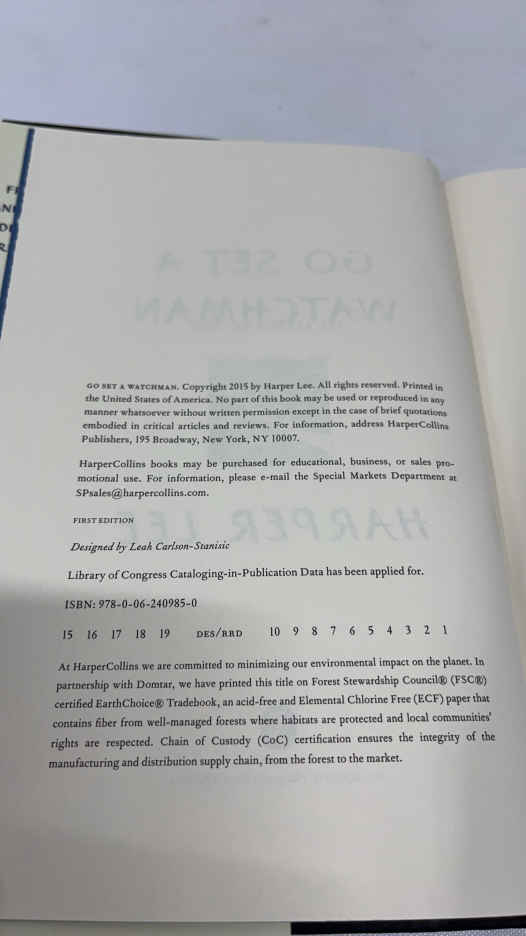 GO SET A WATCHMAN. Copyright 2015 by Harper Lee. All rights reserved. Printed in
the United States of America. No part of this book may be used or reproduced in any
manner whatsoever without written permission except in the case of brief quotations
embodied in critical articles and reviews. For information, address HarperCollins
Publishers, 195 Broadway, New York, NY 10007.
HarperCollins books may be purchased for educational, business, or sales pro-
motional use. For information, please e-mail the Special Markets Department at
SPsales@harpercollins.com.
FIRST EDITION
Designed by Leah Carlson-Stanisic
Library of Congress Cataloging-in-Publication Data has been applied for.
ISBN: 978-0-06-240985-0
15 16 17 18 19 DES/RRD 10 9 8 7 6 5 4 3 2 1
At HarperCollins we are committed to minimizing our environmental impact on the planet. In
partnership with Domtar, we have printed this title on Forest Stewardship Council® (FSC®)
certified EarthChoice® Tradebook, an acid-free and Elemental Chlorine Free (ECF) paper that
contains fiber from well-managed forests where habitats are protected and local communities'
rights are respected. Chain of Custody (CoC) certification ensures the integrity of the
manufacturing and distribution supply chain, from the forest to the market.
GO SET A
WATCHMAN
HARPER LEE